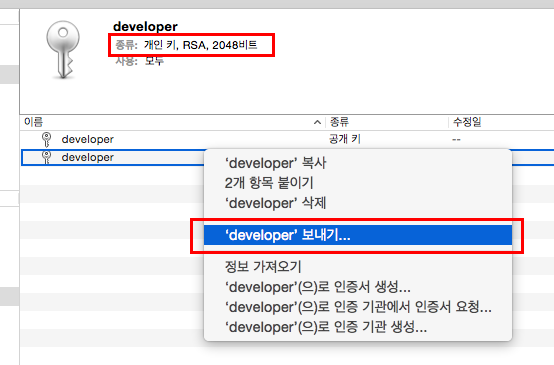 developer
종류: 개인 키, RSA, 2048비트
사용: 모두
이름 종류 수정일
developer 공개 키 --
developer
‘developer’ 복사
2개 항목 붙이기
‘developer’ 삭제
‘developer’ 보내기...
정보 가져오기
‘developer’(으)로 인증서 생성...
‘developer’(으)로 인증 기관에서 인증서 요청...
‘developer’(으)로 인증 기관 생성...